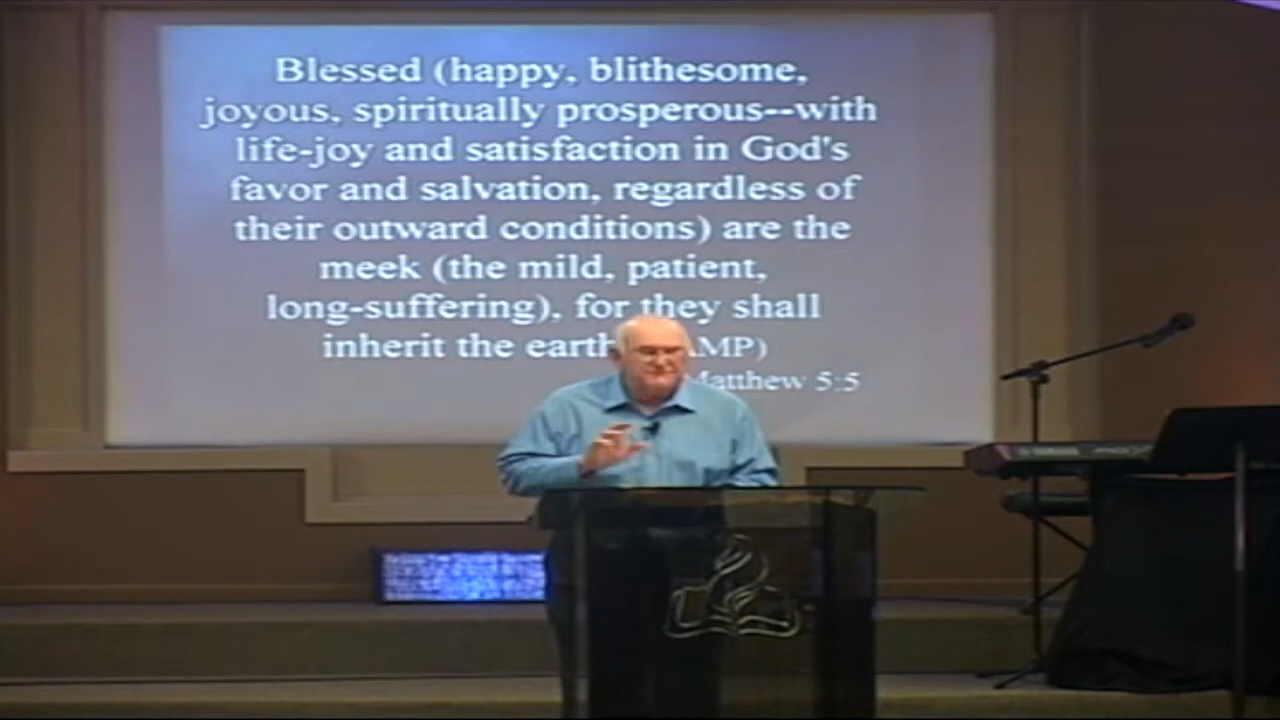 Blessed (happy, blithesome,
joyous, spiritually prosperous--with
life-joy and satisfaction in God's
favor and salvation, regardless of
their outward conditions) are the
meek (the mild, patient,
long-suffering), for they shall
inherit the earth AMP)
Matthew 5:5